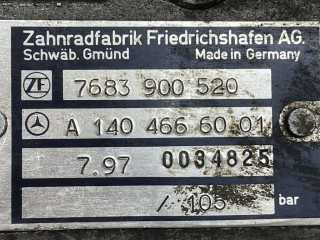 Zahnradfabrik Friedrichshafen AG.
Schwäb. Gmünd Made in Germany
ZF 7683 900 520
A 140 466 60 01
7.97 0034825
/ 105 bar